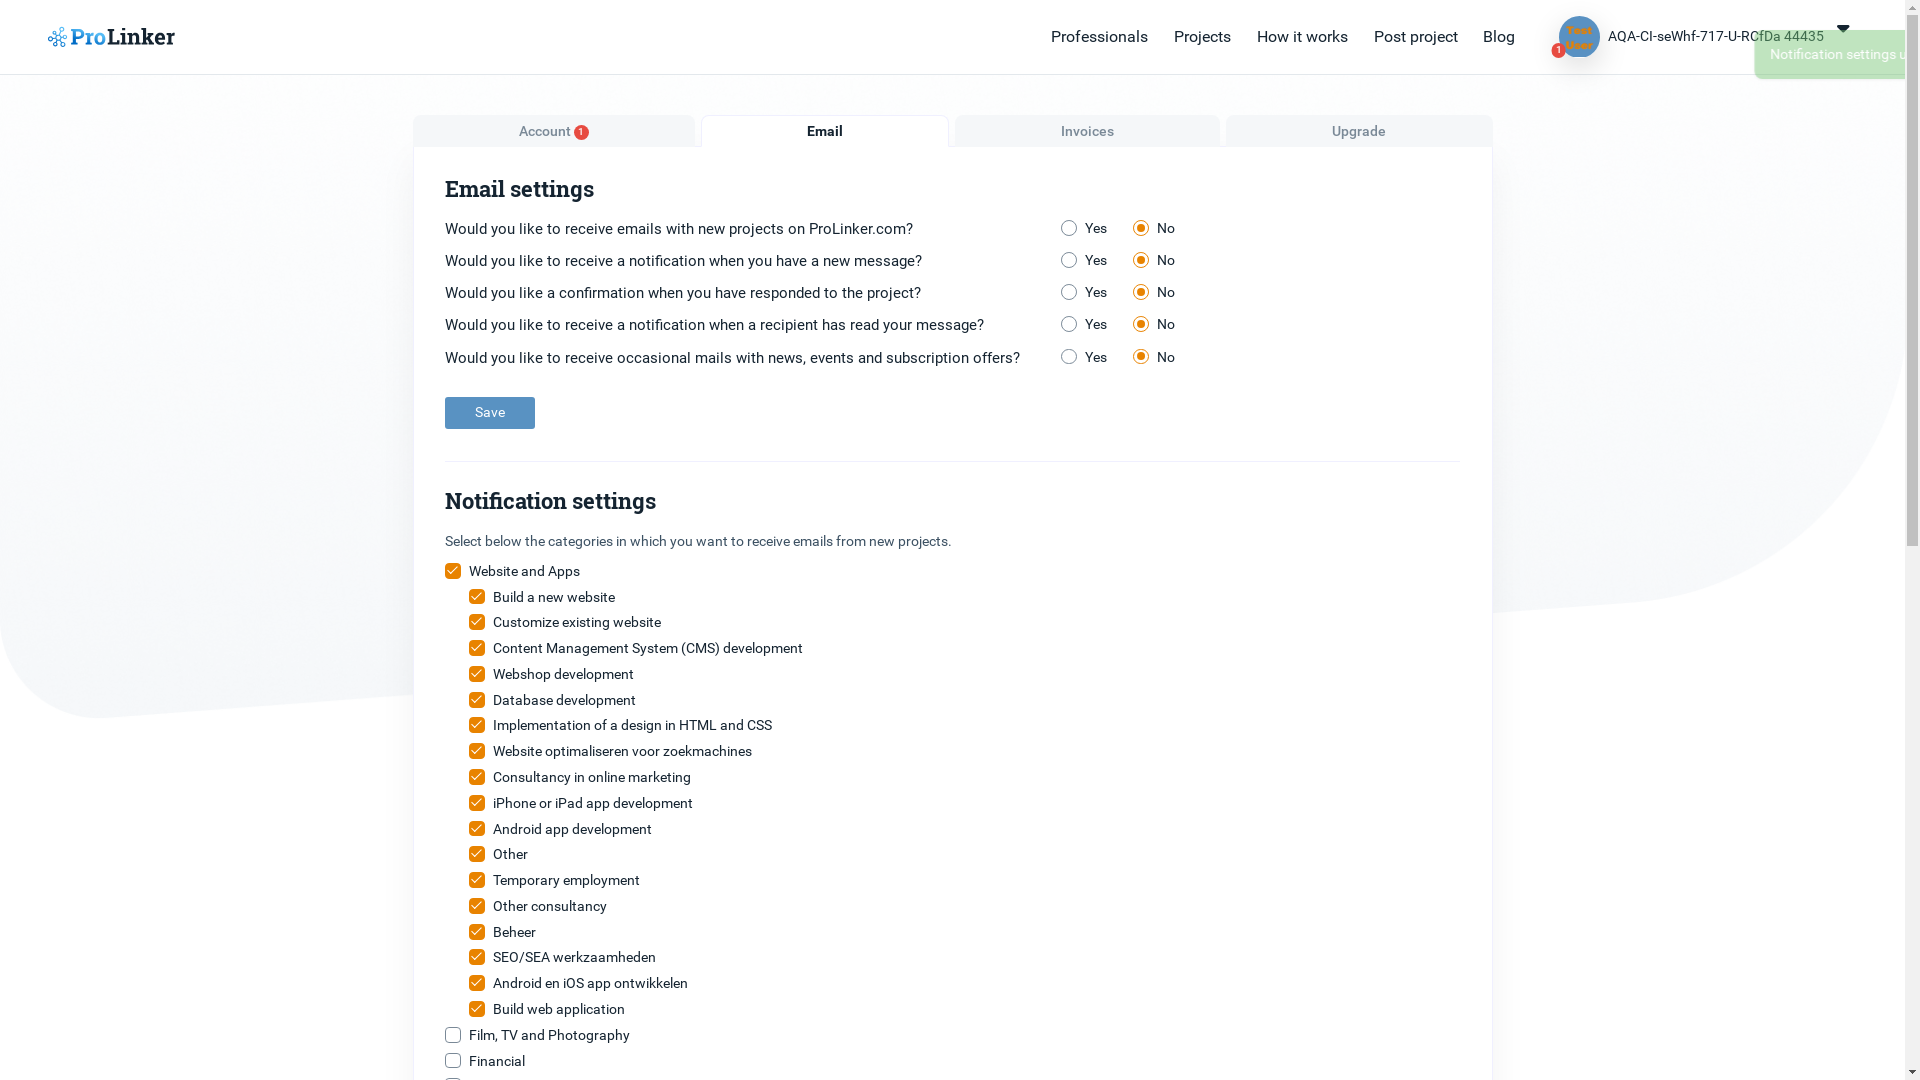 ProLinker
Professionals
Projects
How it works
Post project
Blog
Test
User
1
AQA-CI-seWhf-717-U-RCfDa 44435
Notification settings
Account 1
Email
Invoices
Upgrade
Email settings
Would you like to receive emails with new projects on ProLinker.com? Yes No
Would you like to receive a notification when you have a new message? Yes No
Would you like a confirmation when you have responded to the project? Yes No
Would you like to receive a notification when a recipient has read your message? Yes No
Would you like to receive occasional mails with news, events and subscription offers? Yes No
Save
Notification settings
Select below the categories in which you want to receive emails from new projects.
Website and Apps
Build a new website
Customize existing website
Content Management System (CMS) development
Webshop development
Database development
Implementation of a design in HTML and CSS
Website optimaliseren voor zoekmachines
Consultancy in online marketing
iPhone or iPad app development
Android app development
Other
Temporary employment
Other consultancy
Beheer
SEO/SEA werkzaamheden
Android en iOS app ontwikkelen
Build web application
Film, TV and Photography
Financial